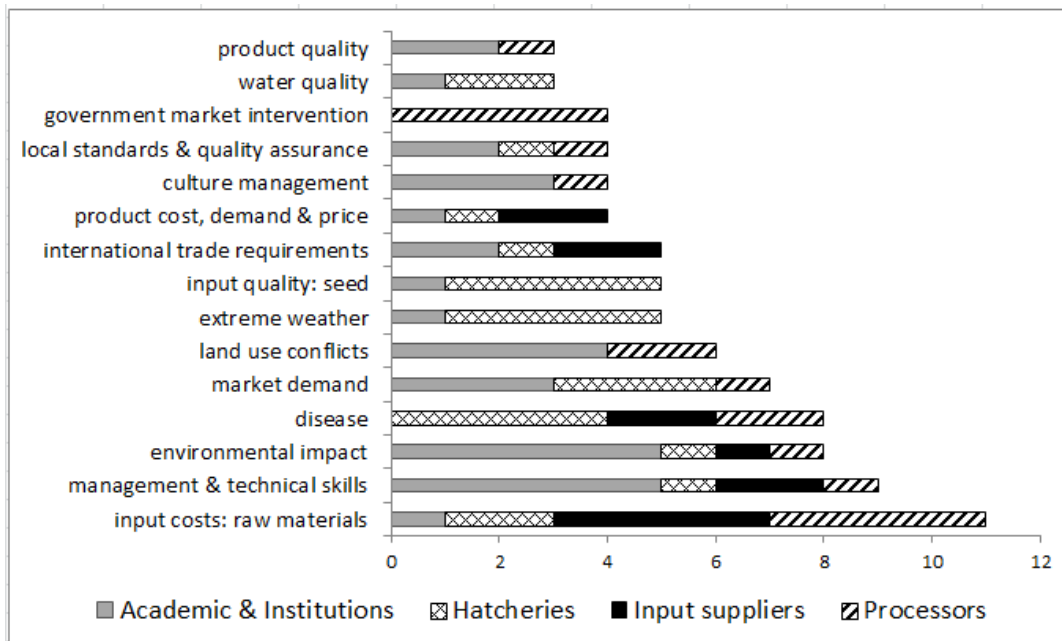 product quality
water quality
government market intervention
local standards & quality assurance
culture management
product cost, demand & price
international trade requirements
input quality: seed
extreme weather
land use conflicts
market demand
disease
environmental impact
management & technical skills
input costs: raw materials
0 2 4 6 8 10 12
Academic & Institutions Hatcheries Input suppliers Processors